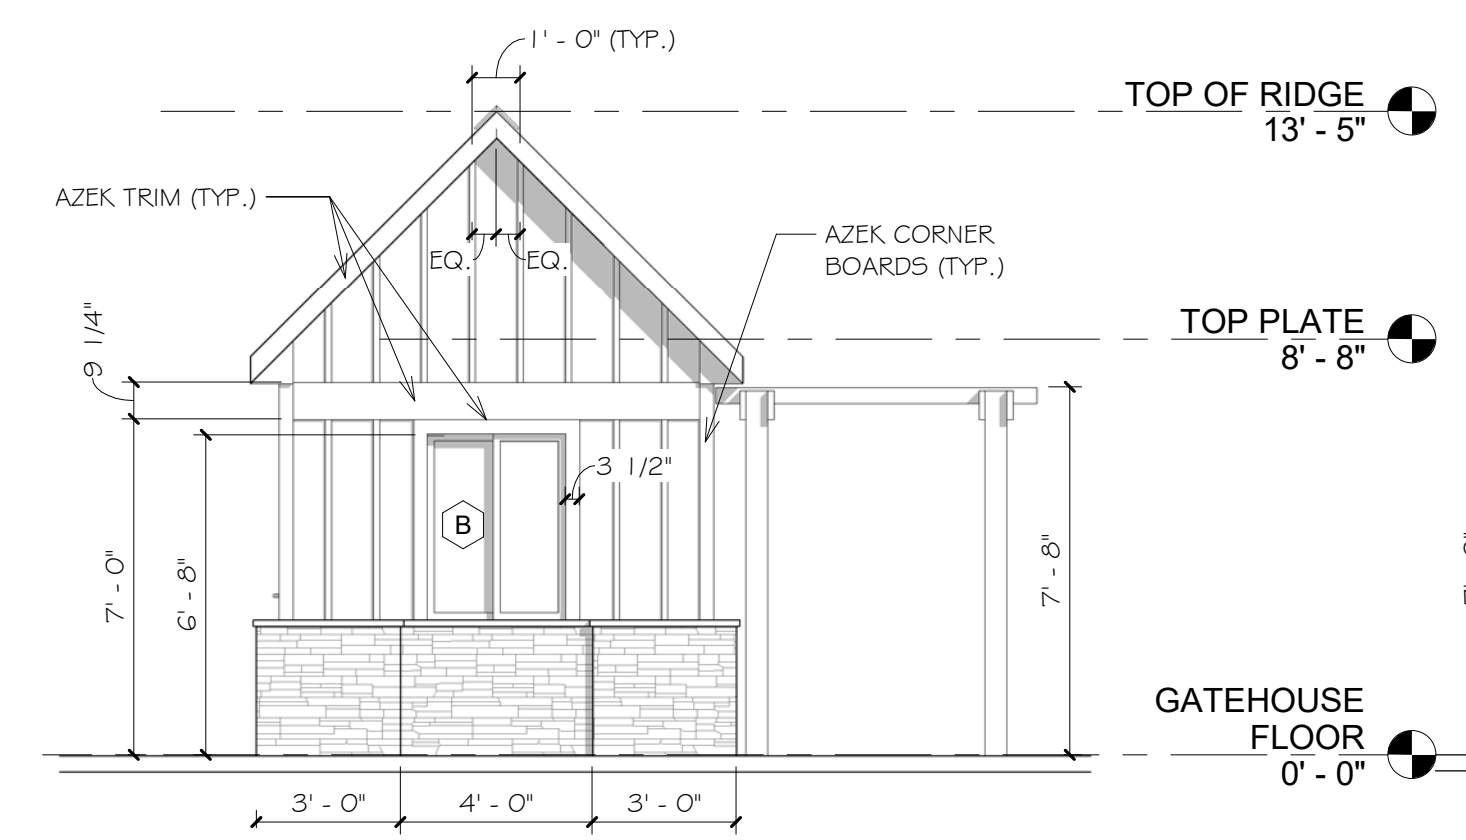 1' - 0" (TYP.)
TOP OF RIDGE
13' - 5"
AZEK TRIM (TYP.)
AZEK CORNER
BOARDS (TYP.)
EQ.
EQ.
9 1/4"
TOP PLATE
8' - 8"
3 1/2"
B
7' - 0"
6' - 8"
7' - 8"
GATEHOUSE
FLOOR
0' - 0"
3' - 0"
4' - 0"
3' - 0"